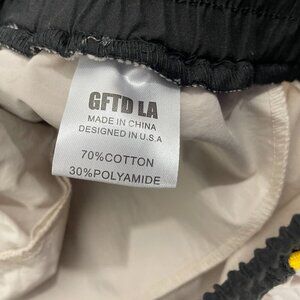 GFTD LA
MADE IN CHINA
DESIGNED IN U.S.A
70%COTTON
30%POLYAMIDE